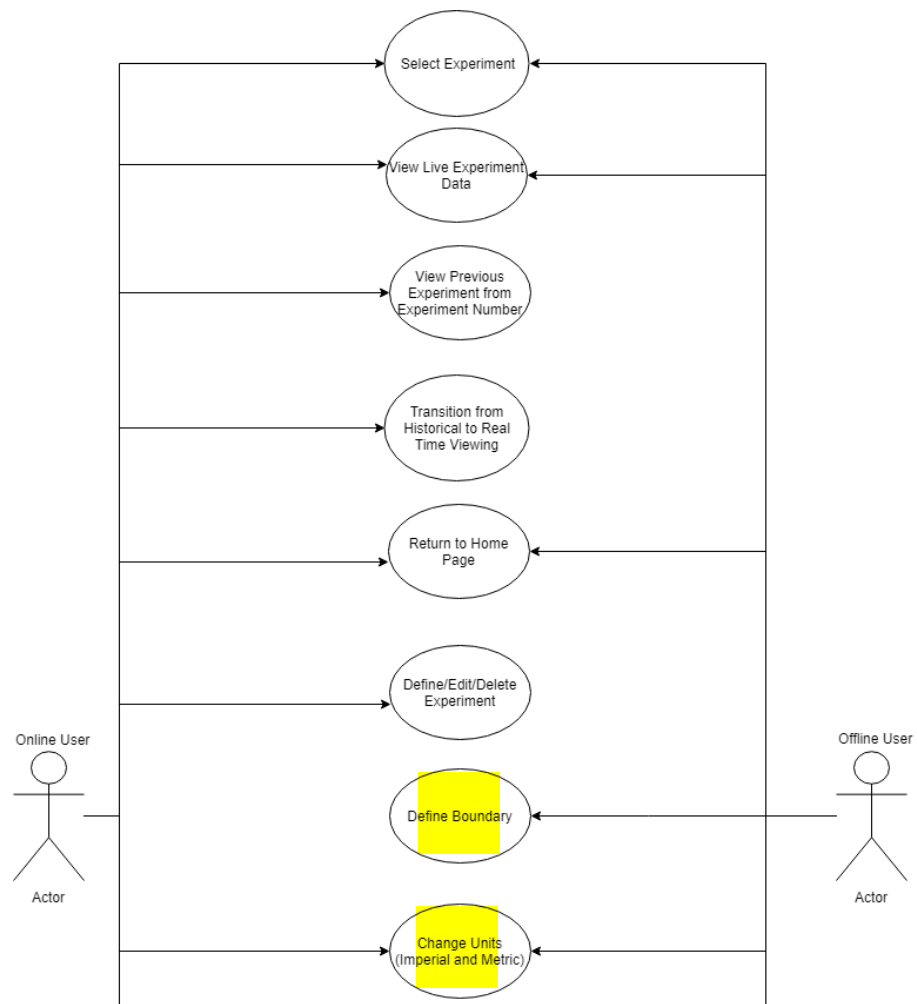 Select Experiment
View Live Experiment
Data
View Previous
Experiment from
Experiment Number
Transition from
Historical to Real
Time Viewing
Return to Home
Page
Define/Edit/Delete
Experiment
Online User
Offline User
Define Boundary
Actor
Actor
Change Units
(Imperial and Metric)